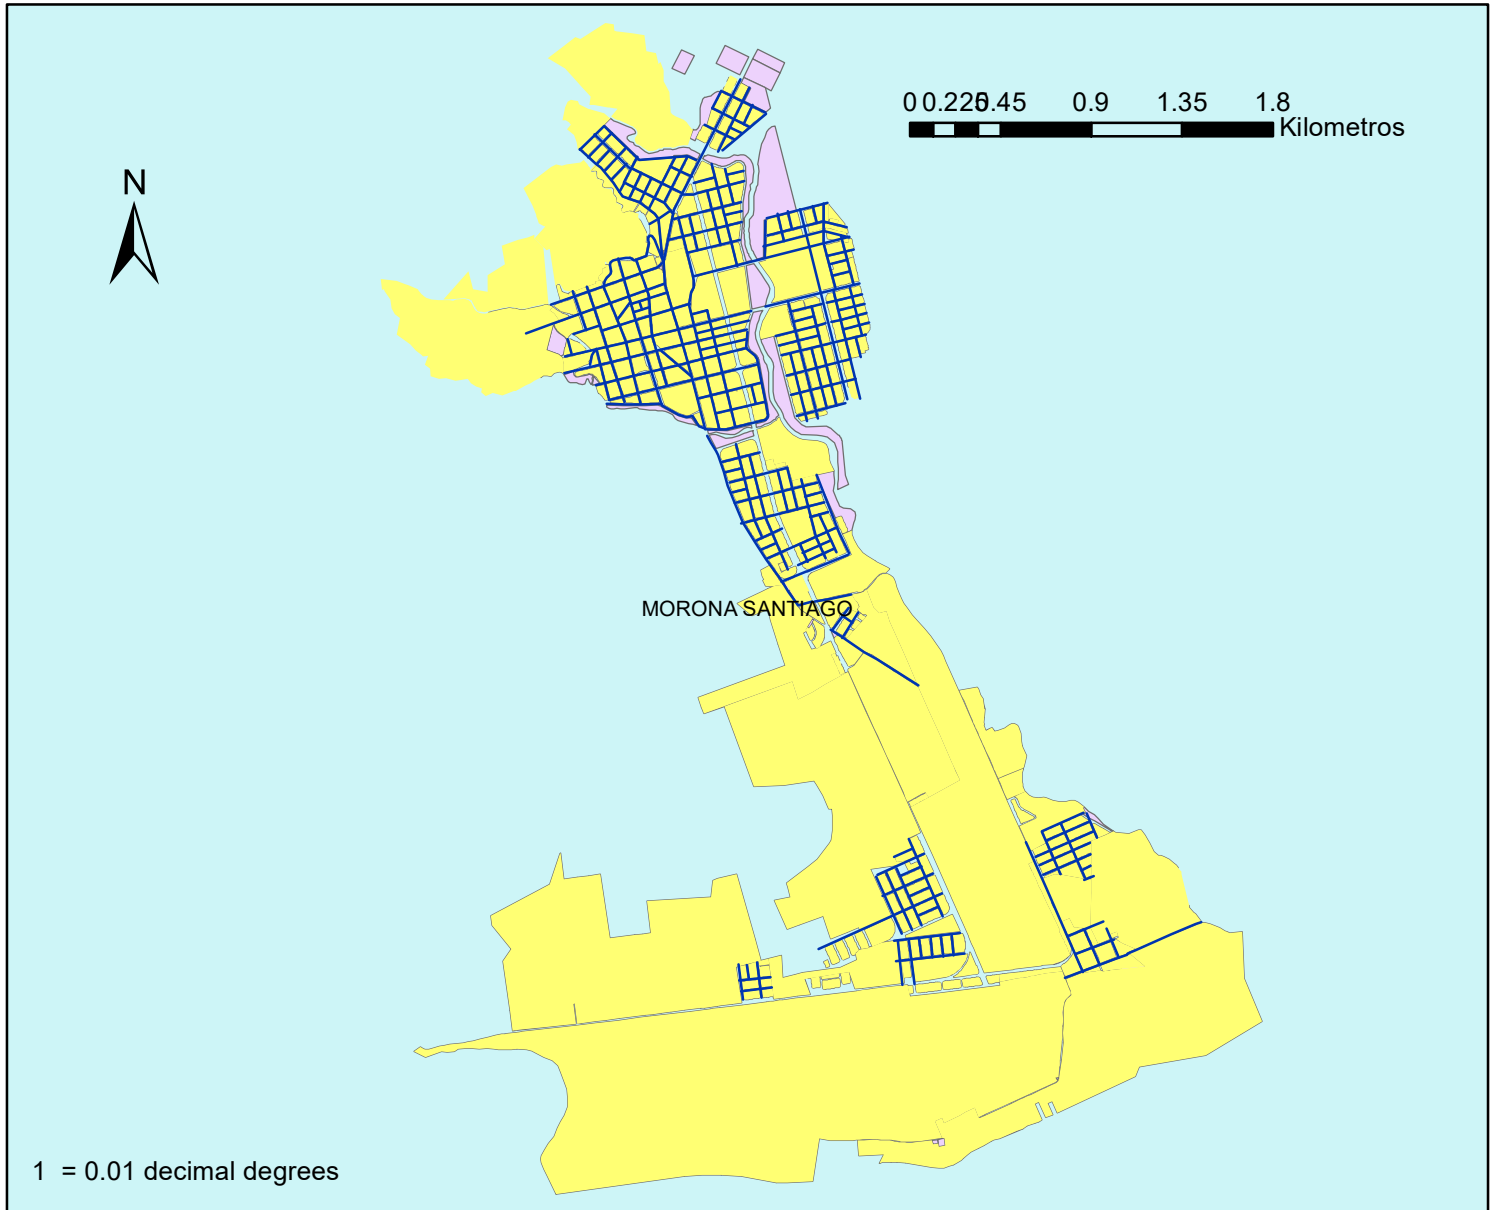 0 0.225 0.45 0.9 1.35 1.8
Kilometros
N
MORONA SANTIAGO
1 = 0.01 decimal degrees